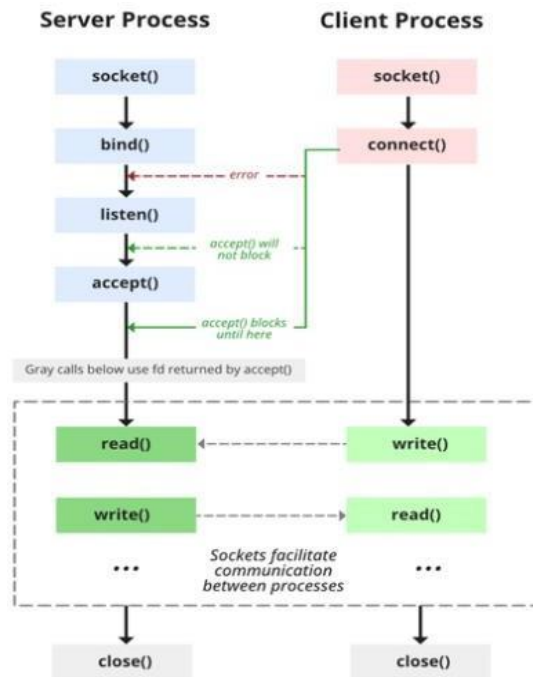 Server Process
Client Process
socket()
socket()
bind()
connect()
error
listen()
accept() will
not block
accept()
accept() blocks
until here
Gray calls below use fd returned by accept()
read()
write()
write()
read()
...
...
Sockets facilitate
communication
between processes
close()
close()